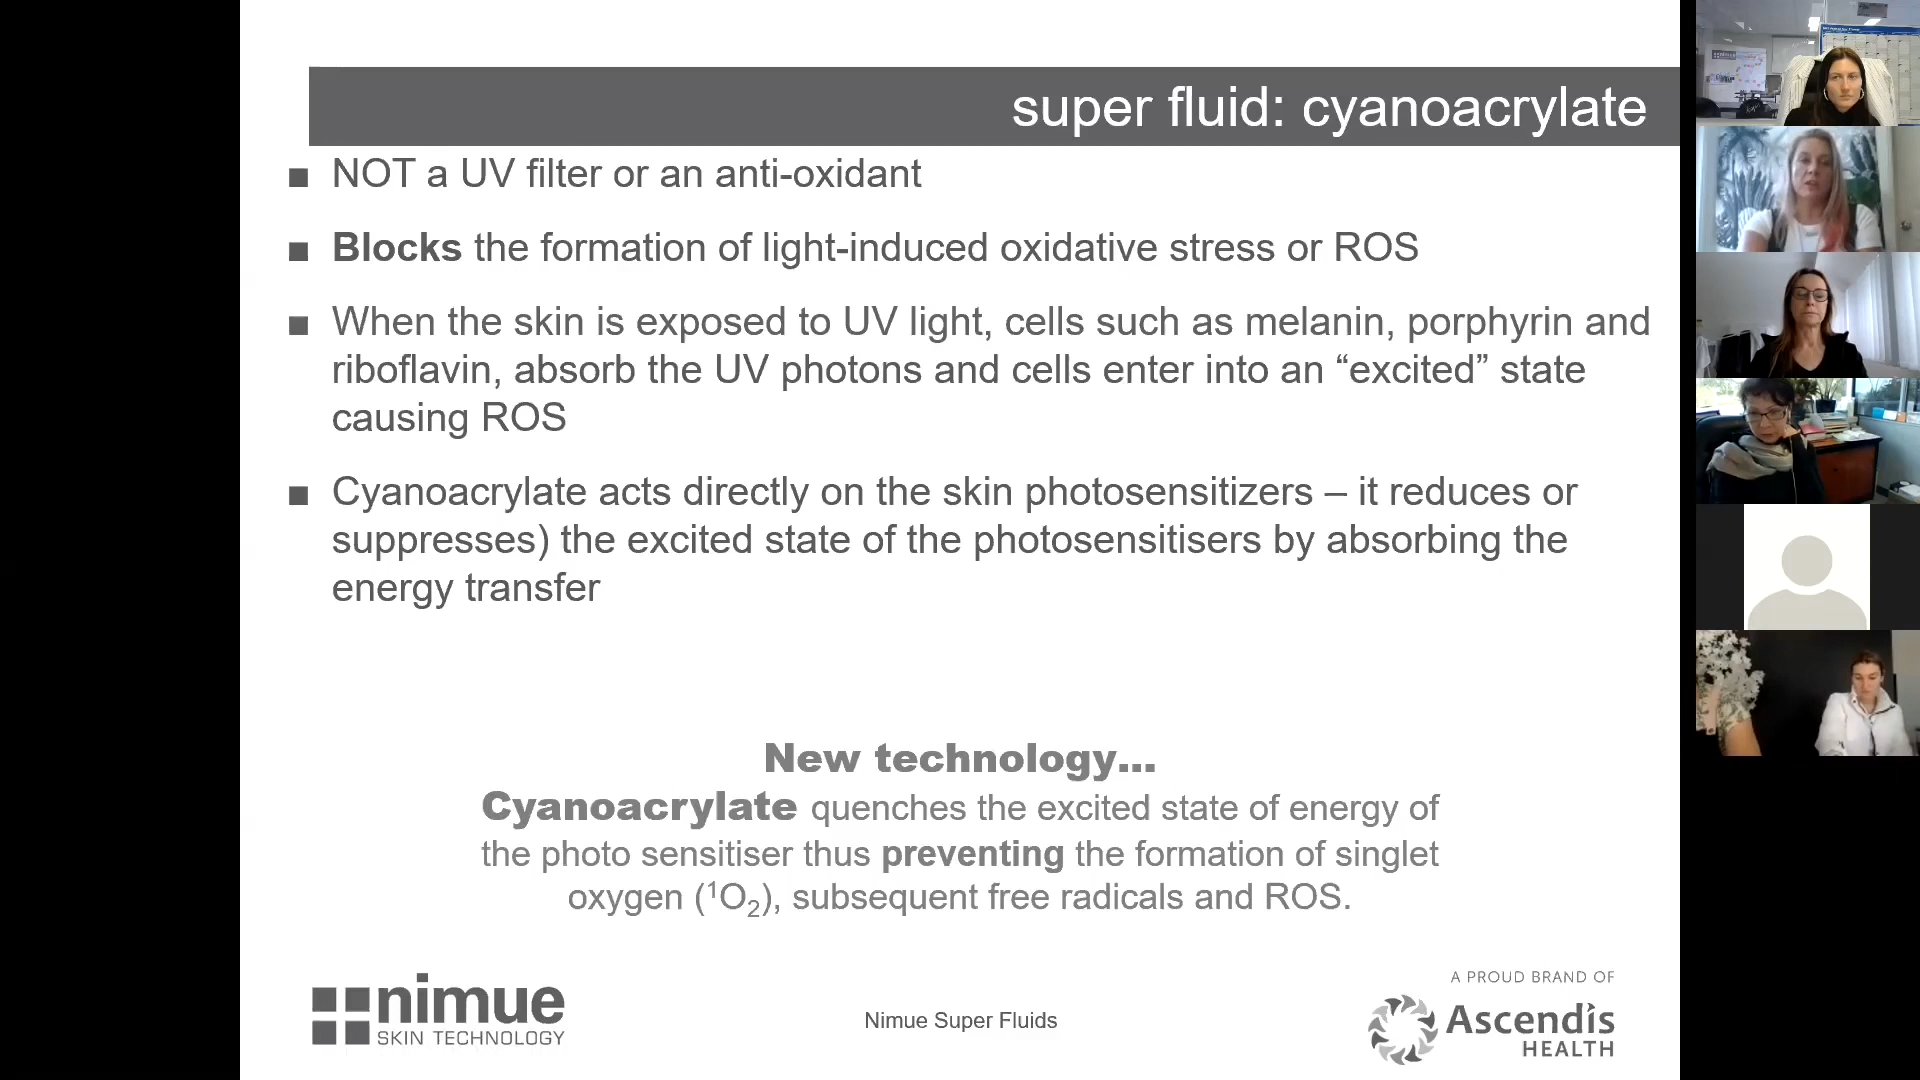 super fluid: cyanoacrylate
■ NOT a UV filter or an anti-oxidant
■ Blocks the formation of light-induced oxidative stress or ROS
■ When the skin is exposed to UV light, cells such as melanin, porphyrin and
riboflavin, absorb the UV photons and cells enter into an “excited” state
causing ROS
■ Cyanoacrylate acts directly on the skin photosensitizers – it reduces or
suppresses) the excited state of the photosensitisers by absorbing the
energy transfer
New technology...
Cyanoacrylate quenches the excited state of energy of
the photo sensitiser thus preventing the formation of singlet
oxygen (¹O₂), subsequent free radicals and ROS.
nimue
SKIN TECHNOLOGY
Nimue Super Fluids
A PROUD BRAND OF
Ascendis
HEALTH